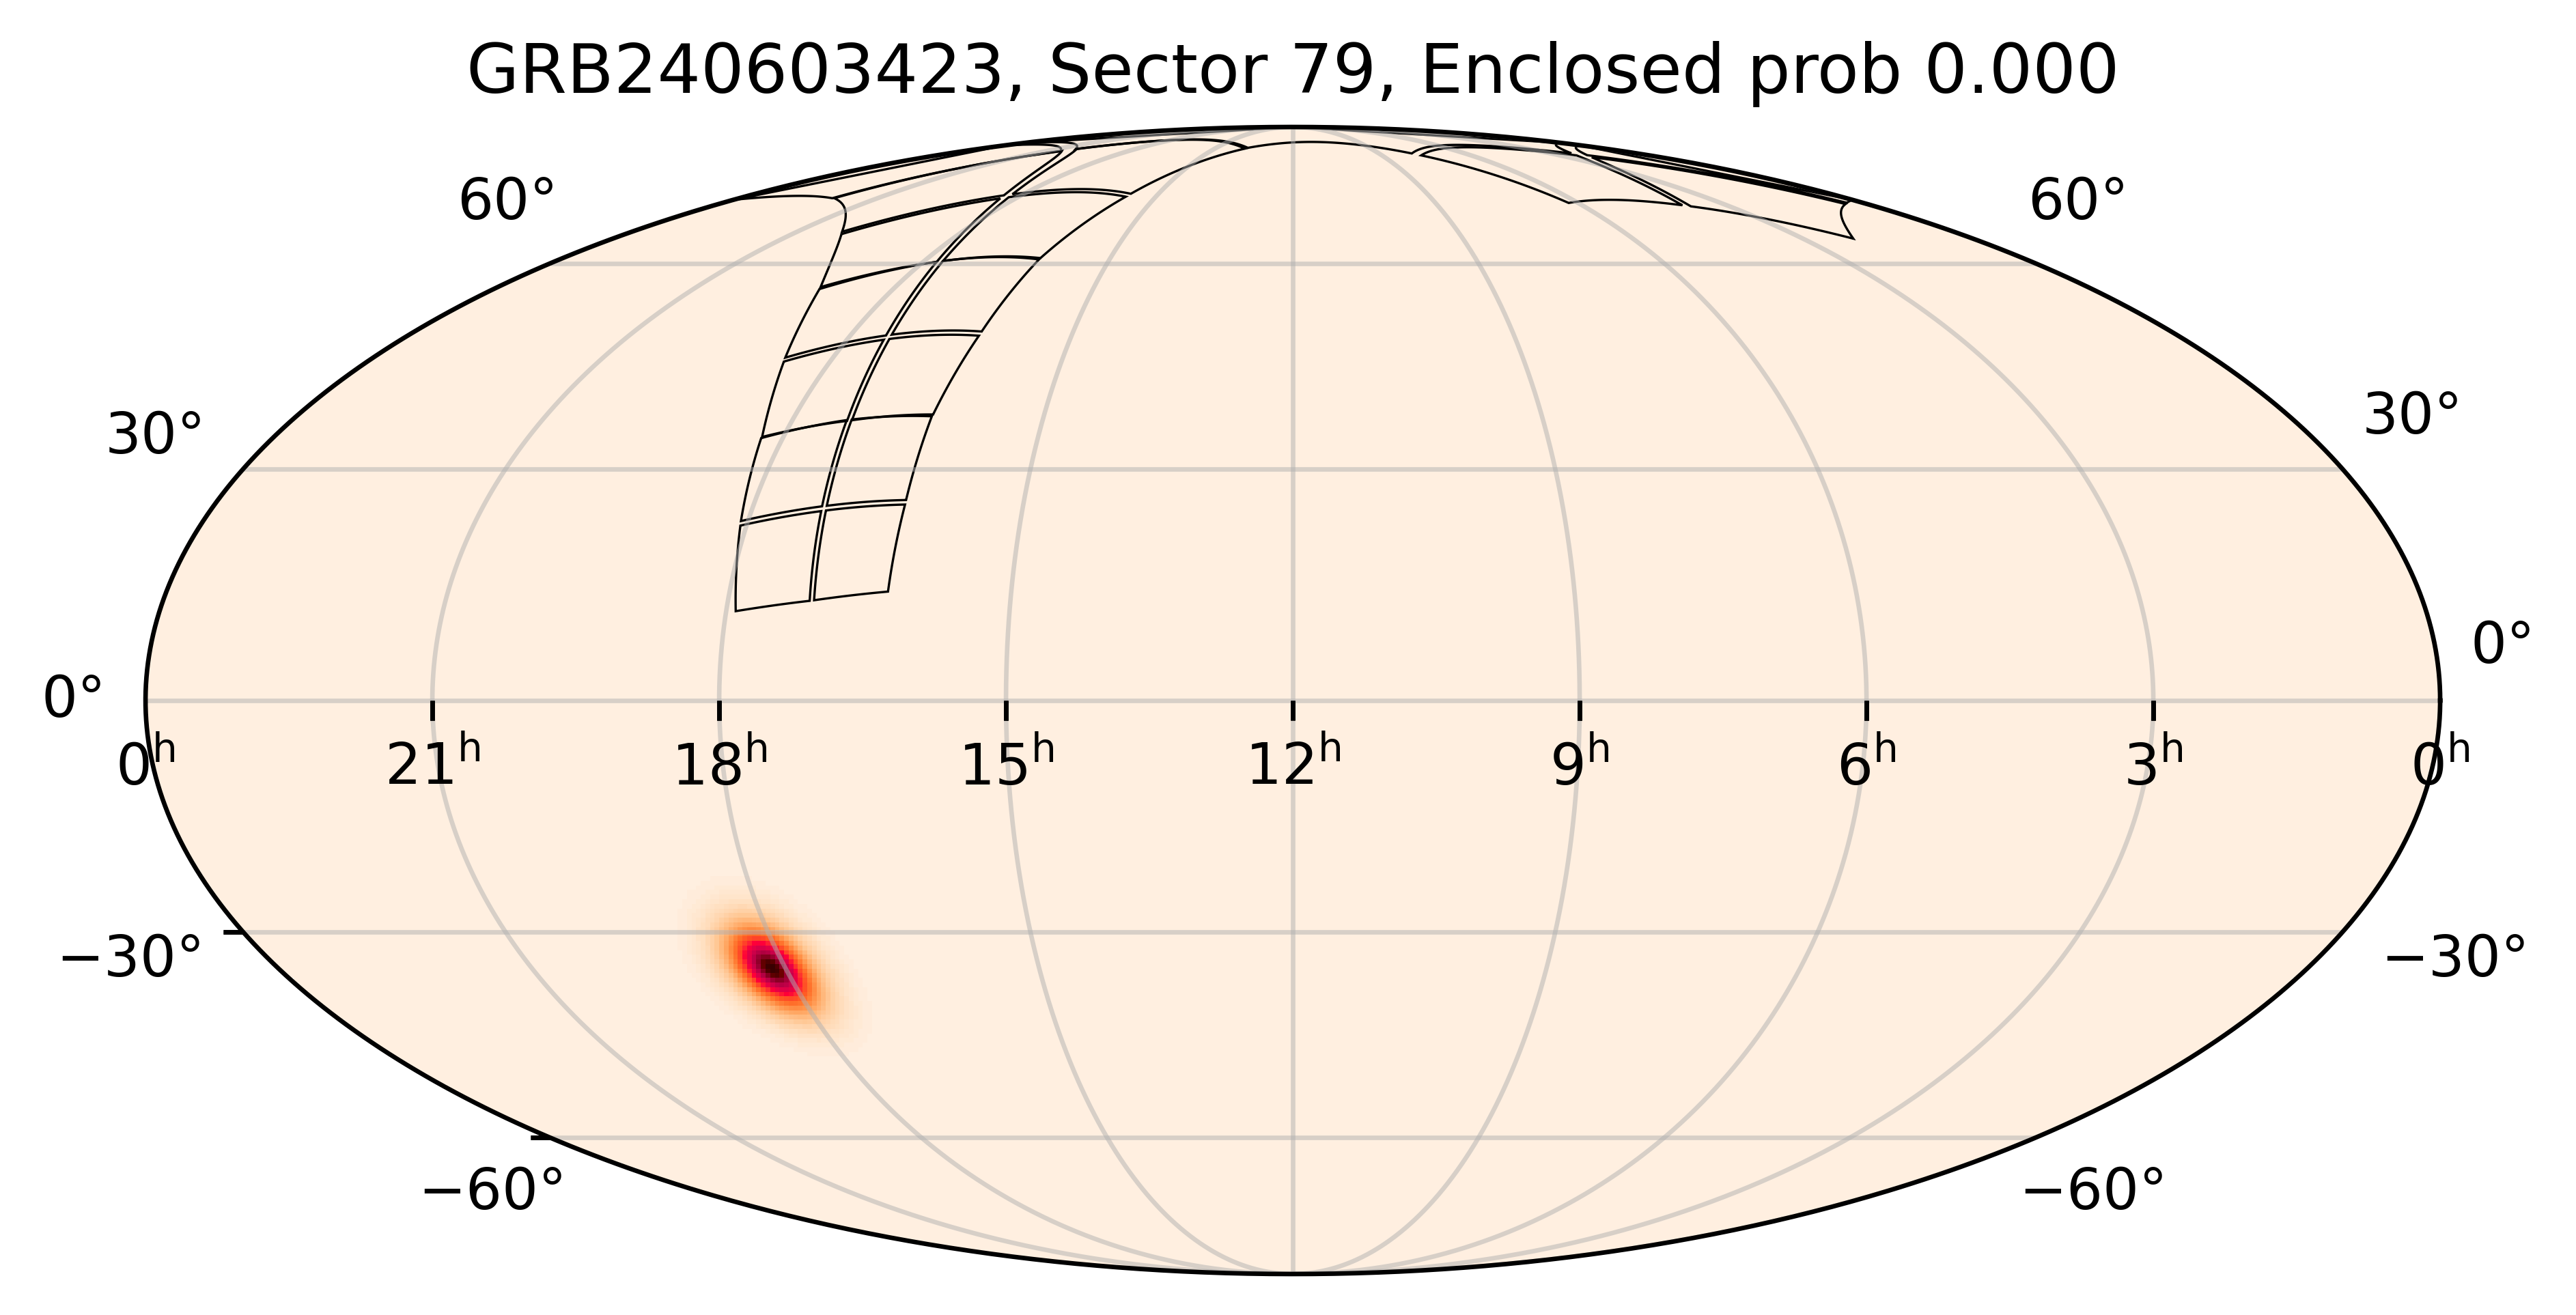 GRB240603423, Sector 79, Enclosed prob 0.000
60° 60°
30° 30°
0° 0°
0h 21h 18h 15h 12h 9h 6h 3h 0h
−30° −30°
−60° −60°